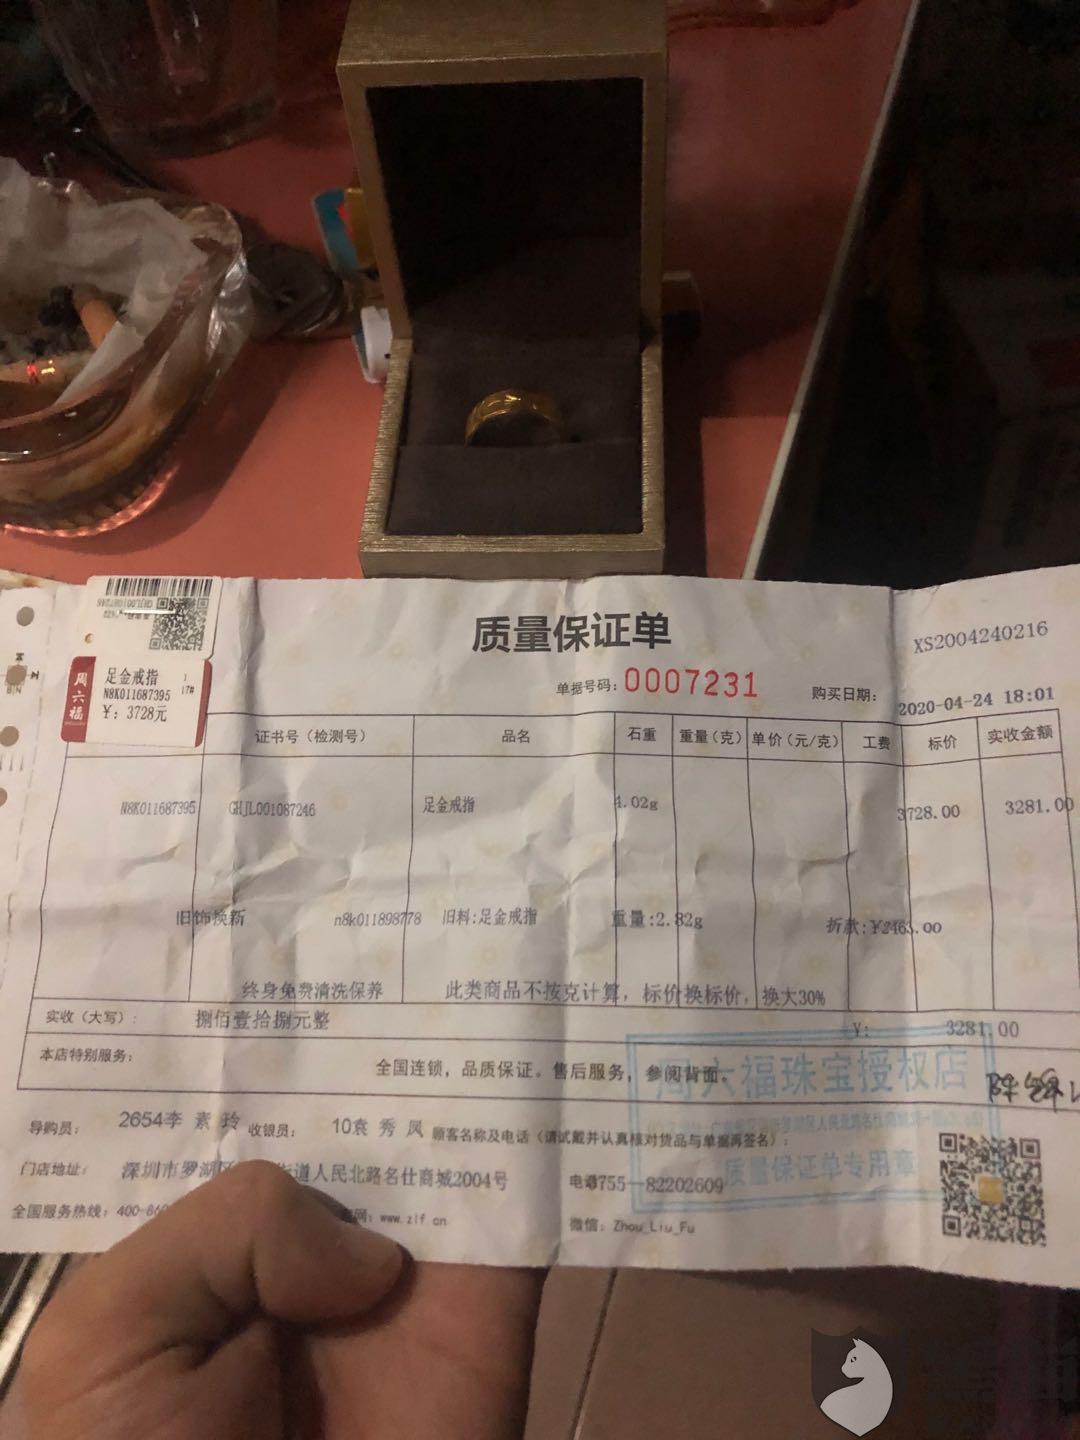 质量保证单
XS2004240216
单据号码：0007231
购买日期：
2020-04-24 18:01
周六福
足金戒指 1
N8K011687395 17#
￥：3728元
证书号（检测号） 品名 石重 重量（克） 单价（元/克） 工费 标价 实收金额
N8K011687395 GHJL001087246 足金戒指 4.02g 3728.00 3281.00
旧饰换新 n8k011898778 旧料:足金戒指 重量:2.82g 折款:￥2463.00
终身免费清洗保养 此类商品不按克计算，标价换标价，换大30%
实收（大写）： 捌佰壹拾捌元整 ￥: 3281.00
本店特别服务： 全国连锁，品质保证。售后服务，参阅背面。
周六福珠宝授权店
质量保证单专用章
导购员： 2654李素玲 收银员： 10袁秀凤 顾客名称及电话（请试戴并认真核对货品与单据再签名）：
门店地址： 深圳市罗湖区 街道人民北路名仕商城2004号 电话 755—82202609
全国服务热线：400-86 网：www.zlf.cn 微信：Zhou_Liu_Fu